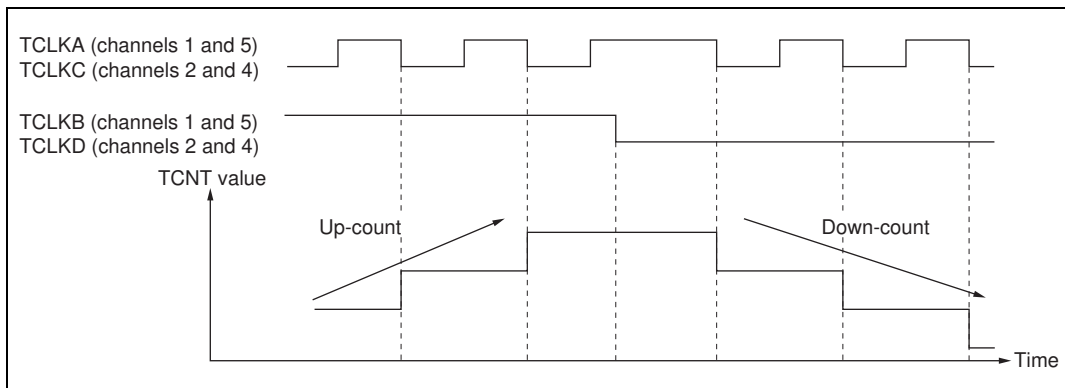 TCLKA (channels 1 and 5)
TCLKC (channels 2 and 4)
TCLKB (channels 1 and 5)
TCLKD (channels 2 and 4)
TCNT value
Up-count
Down-count
Time